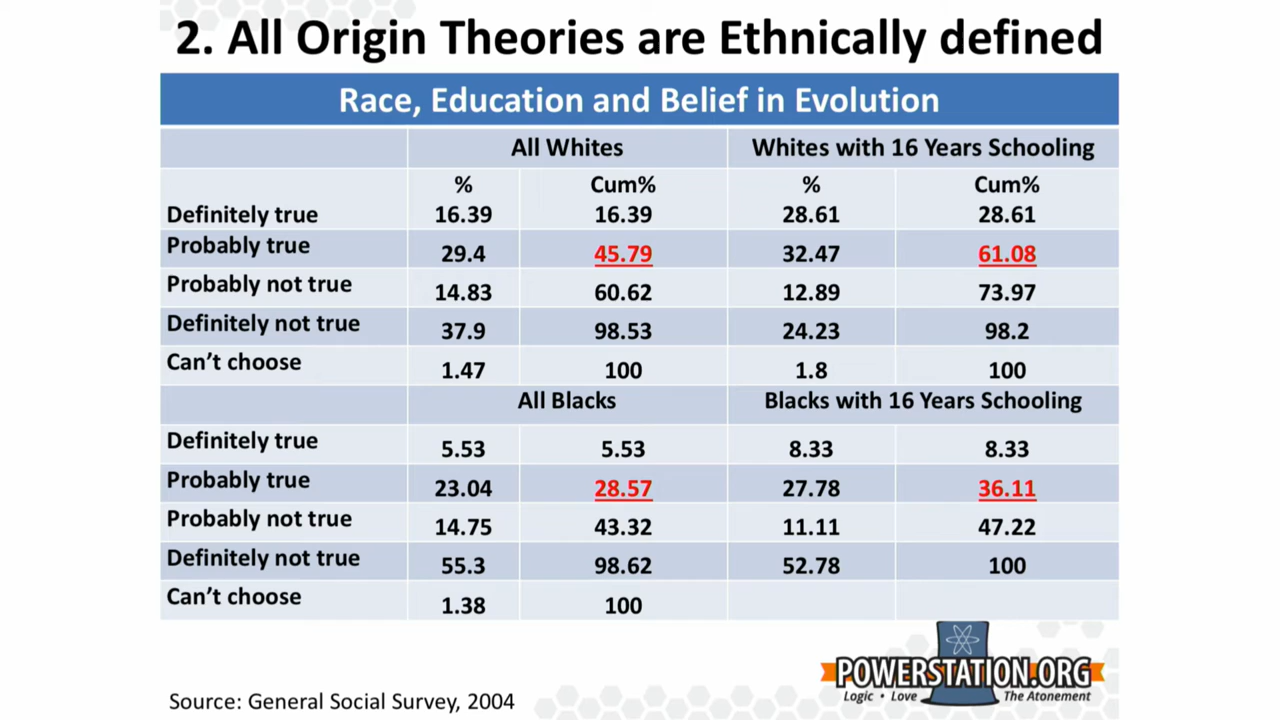 2. All Origin Theories are Ethnically defined
Race, Education and Belief in Evolution
All Whites Whites with 16 Years Schooling
% Cum% % Cum%
Definitely true 16.39 16.39 28.61 28.61
Probably true 29.4 45.79 32.47 61.08
Probably not true 14.83 60.62 12.89 73.97
Definitely not true 37.9 98.53 24.23 98.2
Can’t choose 1.47 100 1.8 100
All Blacks Blacks with 16 Years Schooling
Definitely true 5.53 5.53 8.33 8.33
Probably true 23.04 28.57 27.78 36.11
Probably not true 14.75 43.32 11.11 47.22
Definitely not true 55.3 98.62 52.78 100
Can’t choose 1.38 100
POWERSTATION.ORG
Logic • Love The Atonement
Source: General Social Survey, 2004